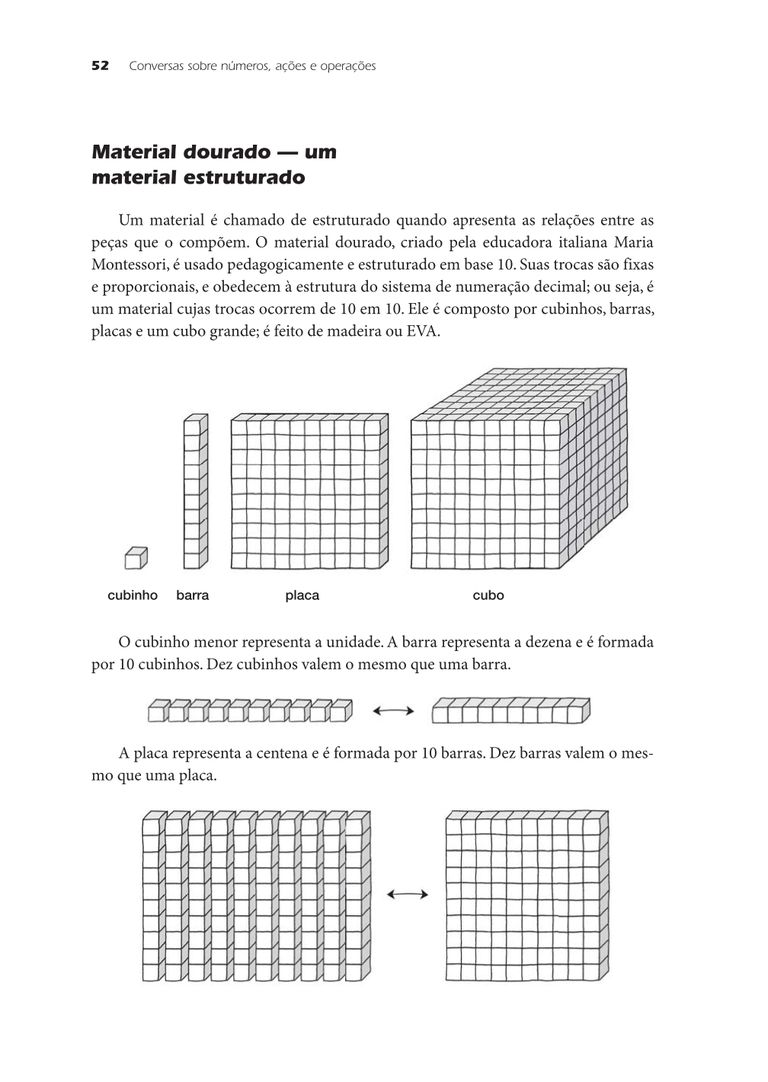 52 Conversas sobre números, ações e operações
Material dourado — um
material estruturado
Um material é chamado de estruturado quando apresenta as relações entre as
peças que o compõem. O material dourado, criado pela educadora italiana Maria
Montessori, é usado pedagogicamente e estruturado em base 10. Suas trocas são fixas
e proporcionais, e obedecem à estrutura do sistema de numeração decimal; ou seja, é
um material cujas trocas ocorrem de 10 em 10. Ele é composto por cubinhos, barras,
placas e um cubo grande; é feito de madeira ou EVA.
cubinho barra placa cubo
O cubinho menor representa a unidade. A barra representa a dezena e é formada
por 10 cubinhos. Dez cubinhos valem o mesmo que uma barra.
A placa representa a centena e é formada por 10 barras. Dez barras valem o mes-
mo que uma placa.